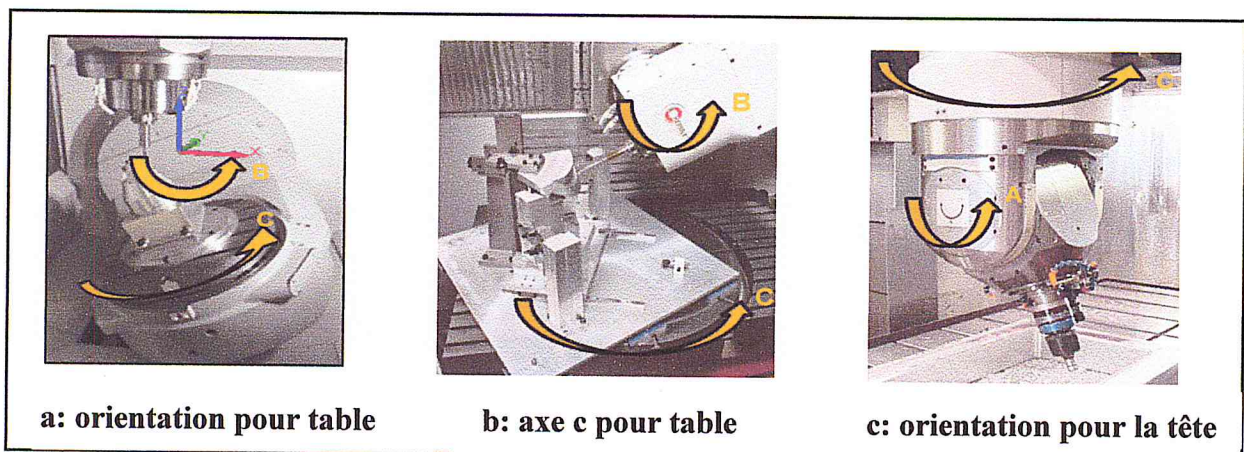 X
B
C
B
C
C
A
a: orientation pour table
b: axe c pour table
c: orientation pour la tête